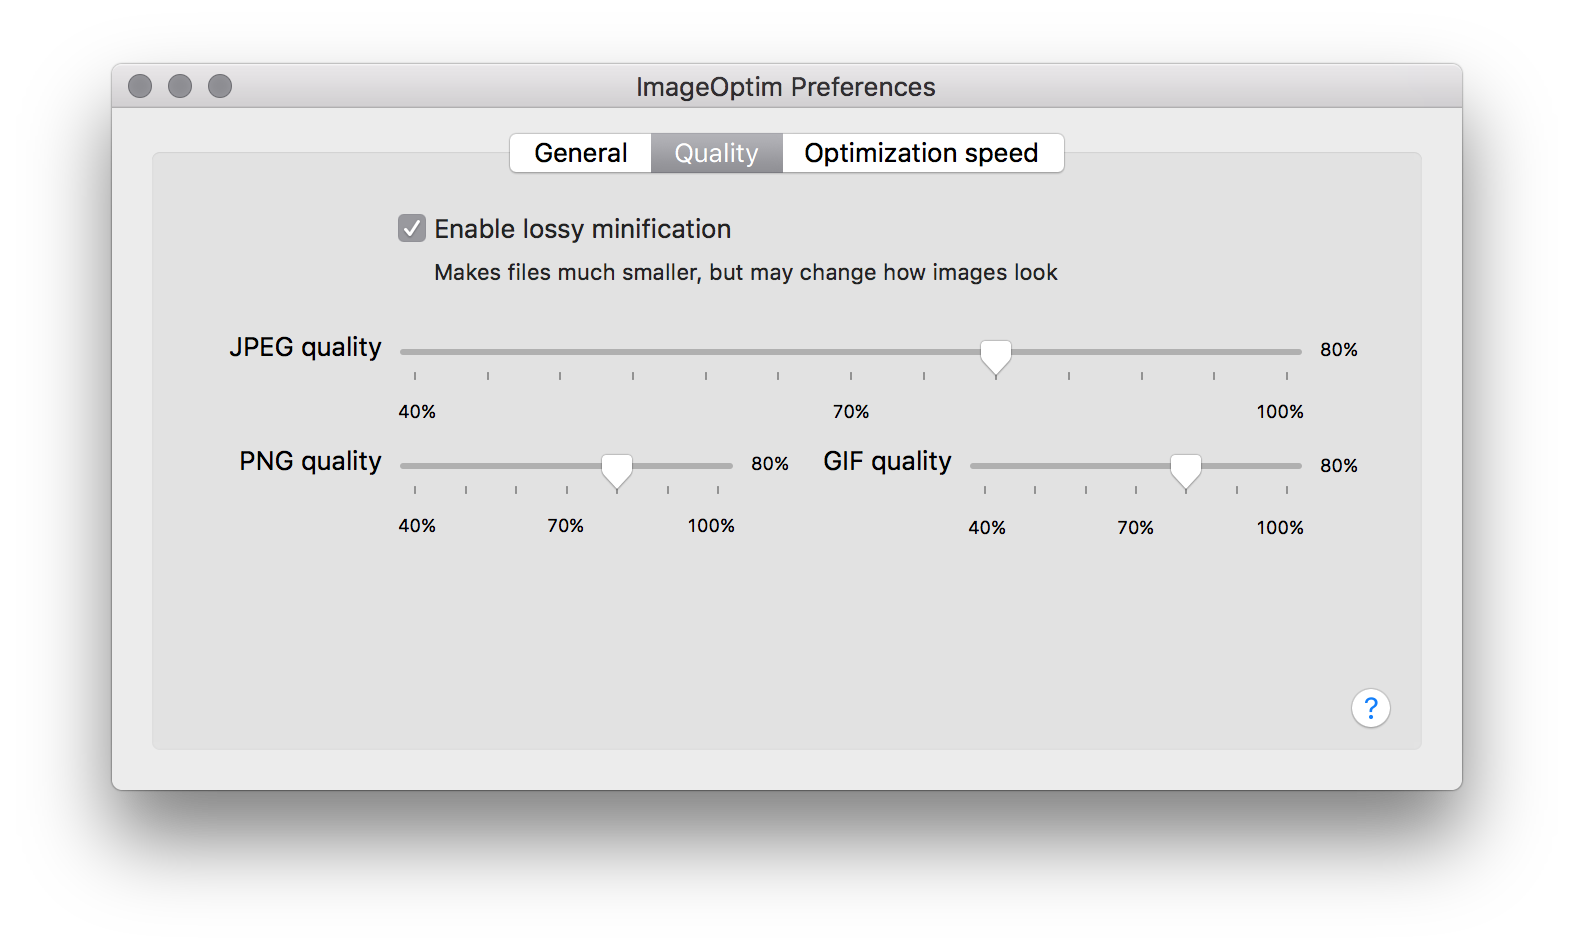 ImageOptim Preferences
General Quality Optimization speed
Enable lossy minification
Makes files much smaller, but may change how images look
JPEG quality 80%
40% 70% 100%
PNG quality 80% GIF quality 80%
40% 70% 100% 40% 70% 100%
?